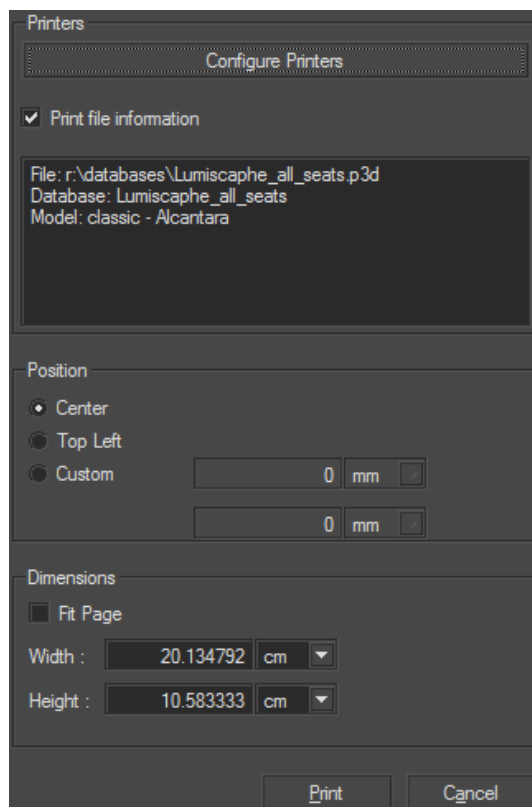 Printers
Configure Printers
Print file information
File: r:\databases\Lumiscaphe_all_seats.p3d
Database: Lumiscaphe_all_seats
Model: classic - Alcantara
Position
Center
Top Left
Custom 0 mm
0 mm
Dimensions
Fit Page
Width : 20.134792 cm
Height : 10.583333 cm
Print Cancel